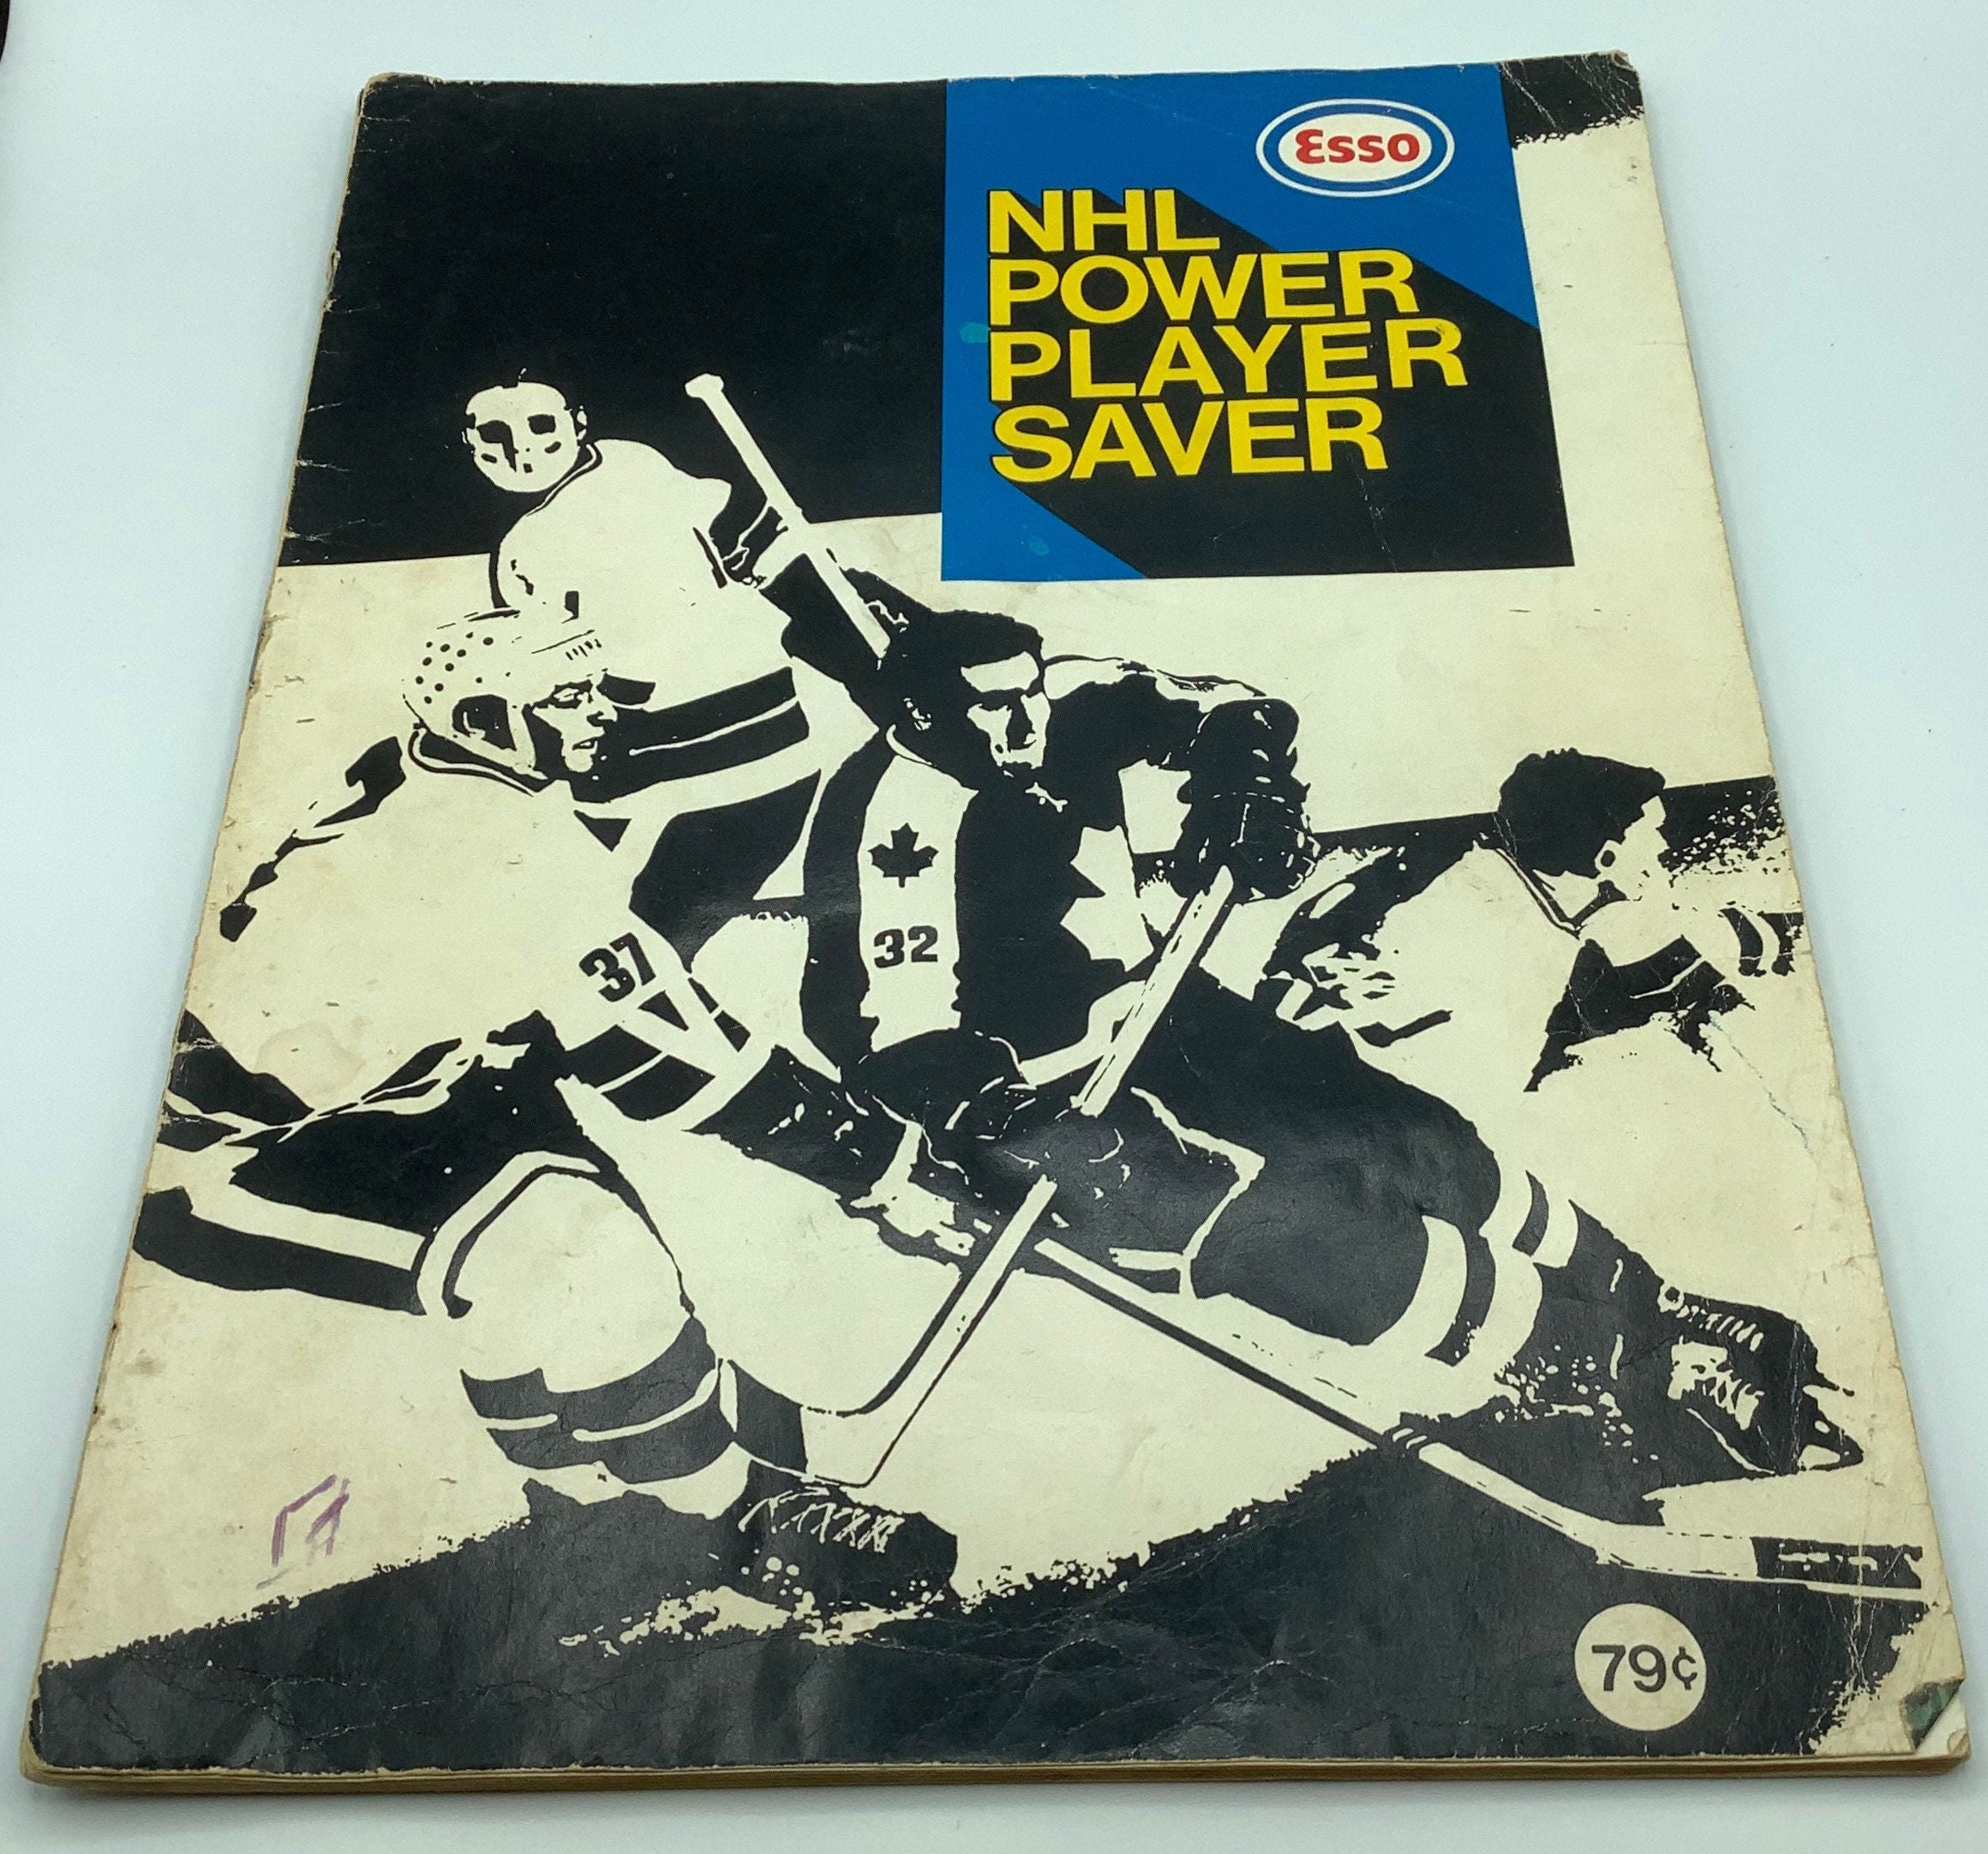 Esso
NHL
POWER
PLAYER
SAVER
37
32
79¢